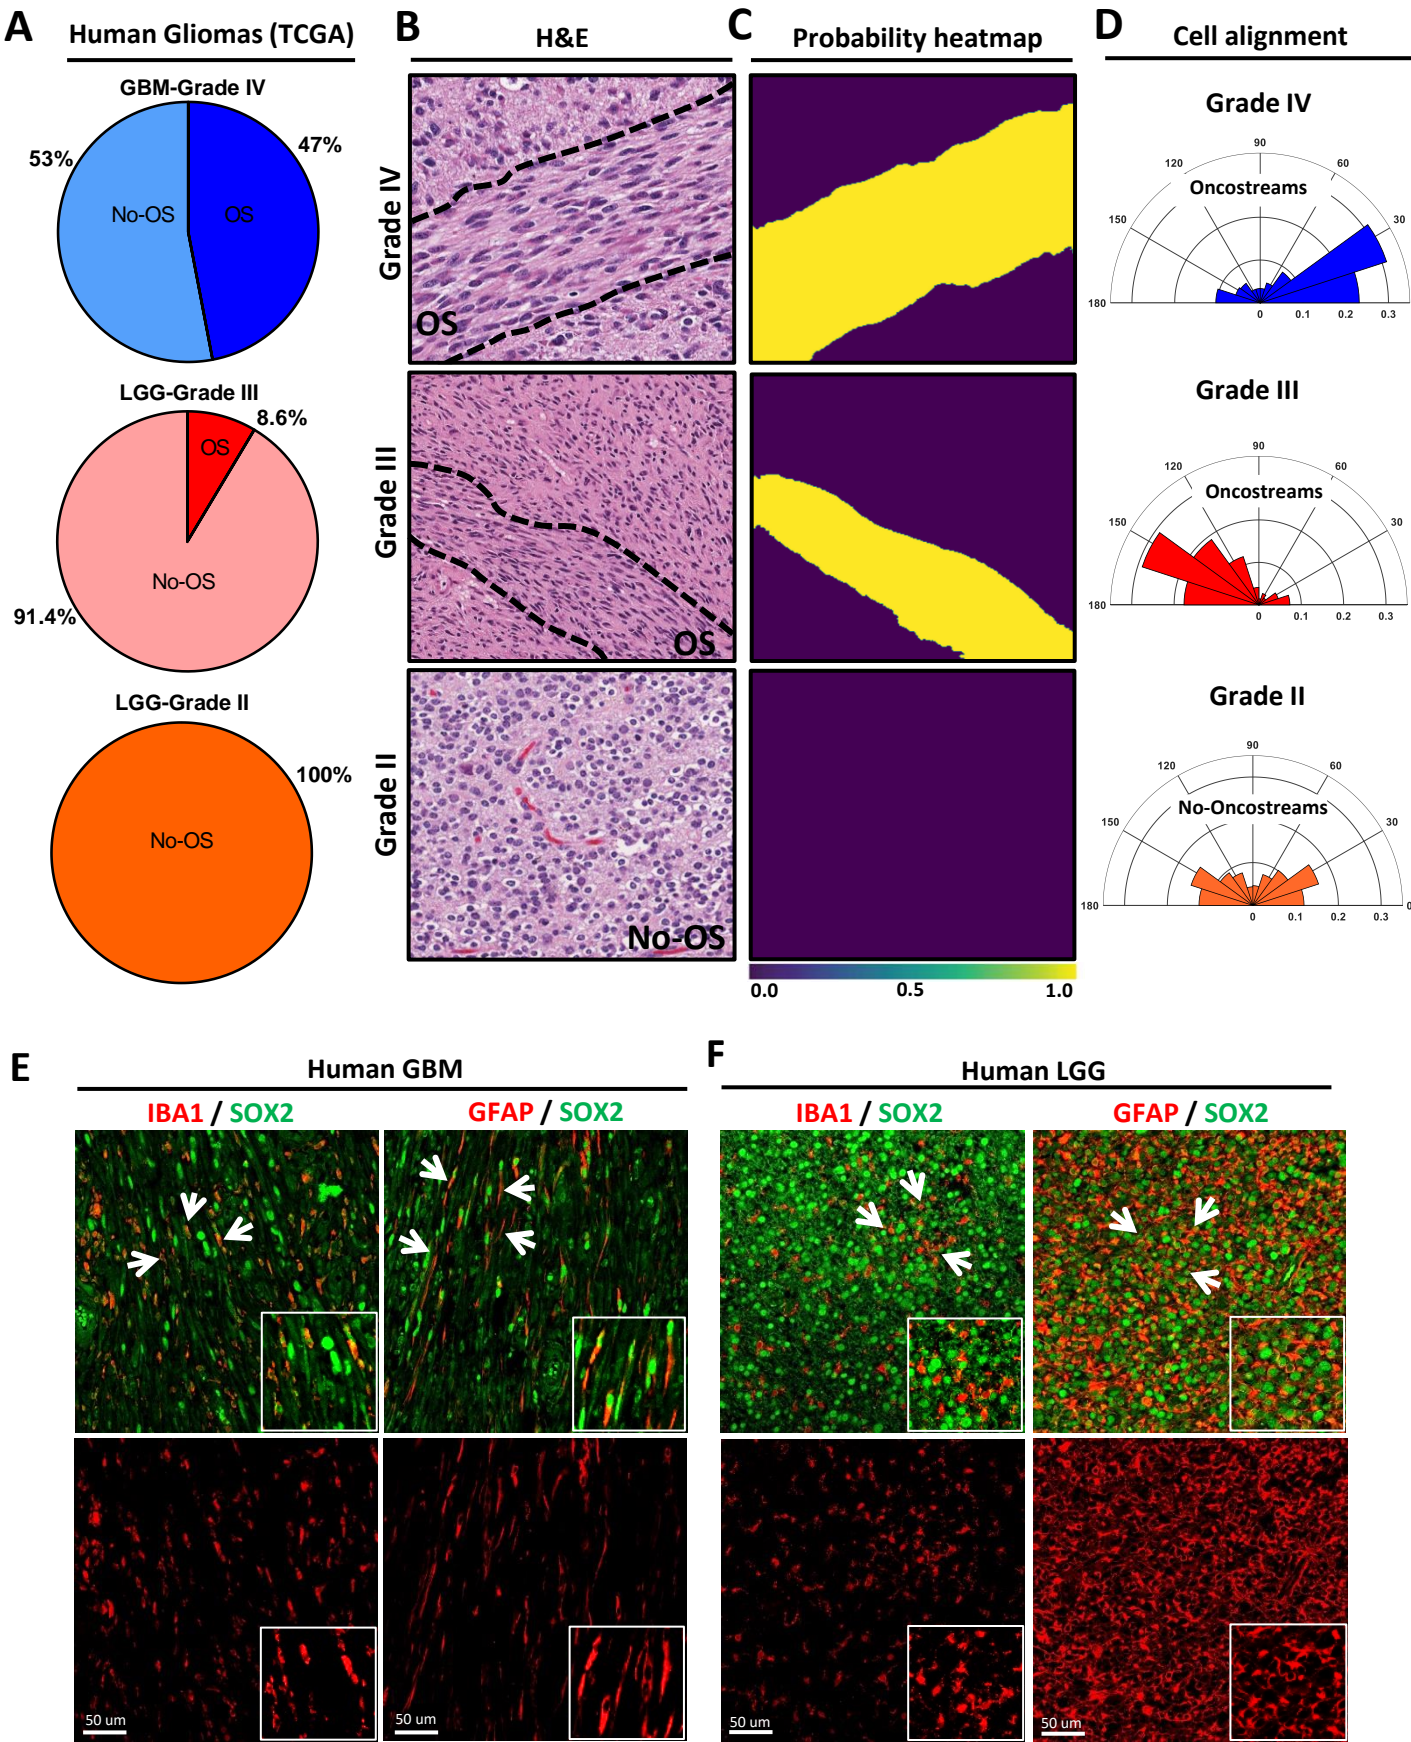 A
Human Gliomas (TCGA)
GBM-Grade IV
53%
47%
No-OS
OS
LGG-Grade III
8.6%
OS
No-OS
91.4%
LGG-Grade II
100%
No-OS
B
H&E
Grade IV
OS
Grade III
OS
Grade II
No-OS
C
Probability heatmap
0.0
0.5
1.0
D
Cell alignment
Grade IV
90
120
60
Oncostreams
150
30
180
0
0.1
0.2
0.3
Grade III
90
120
60
Oncostreams
150
30
180
0
0.1
0.2
0.3
Grade II
90
120
60
No-Oncostreams
150
30
180
0
0.1
0.2
0.3
0
E
Human GBM
IBA1 / SOX2
GFAP / SOX2
50 um
50 um
F
Human LGG
IBA1 / SOX2
GFAP / SOX2
50 um
50 um